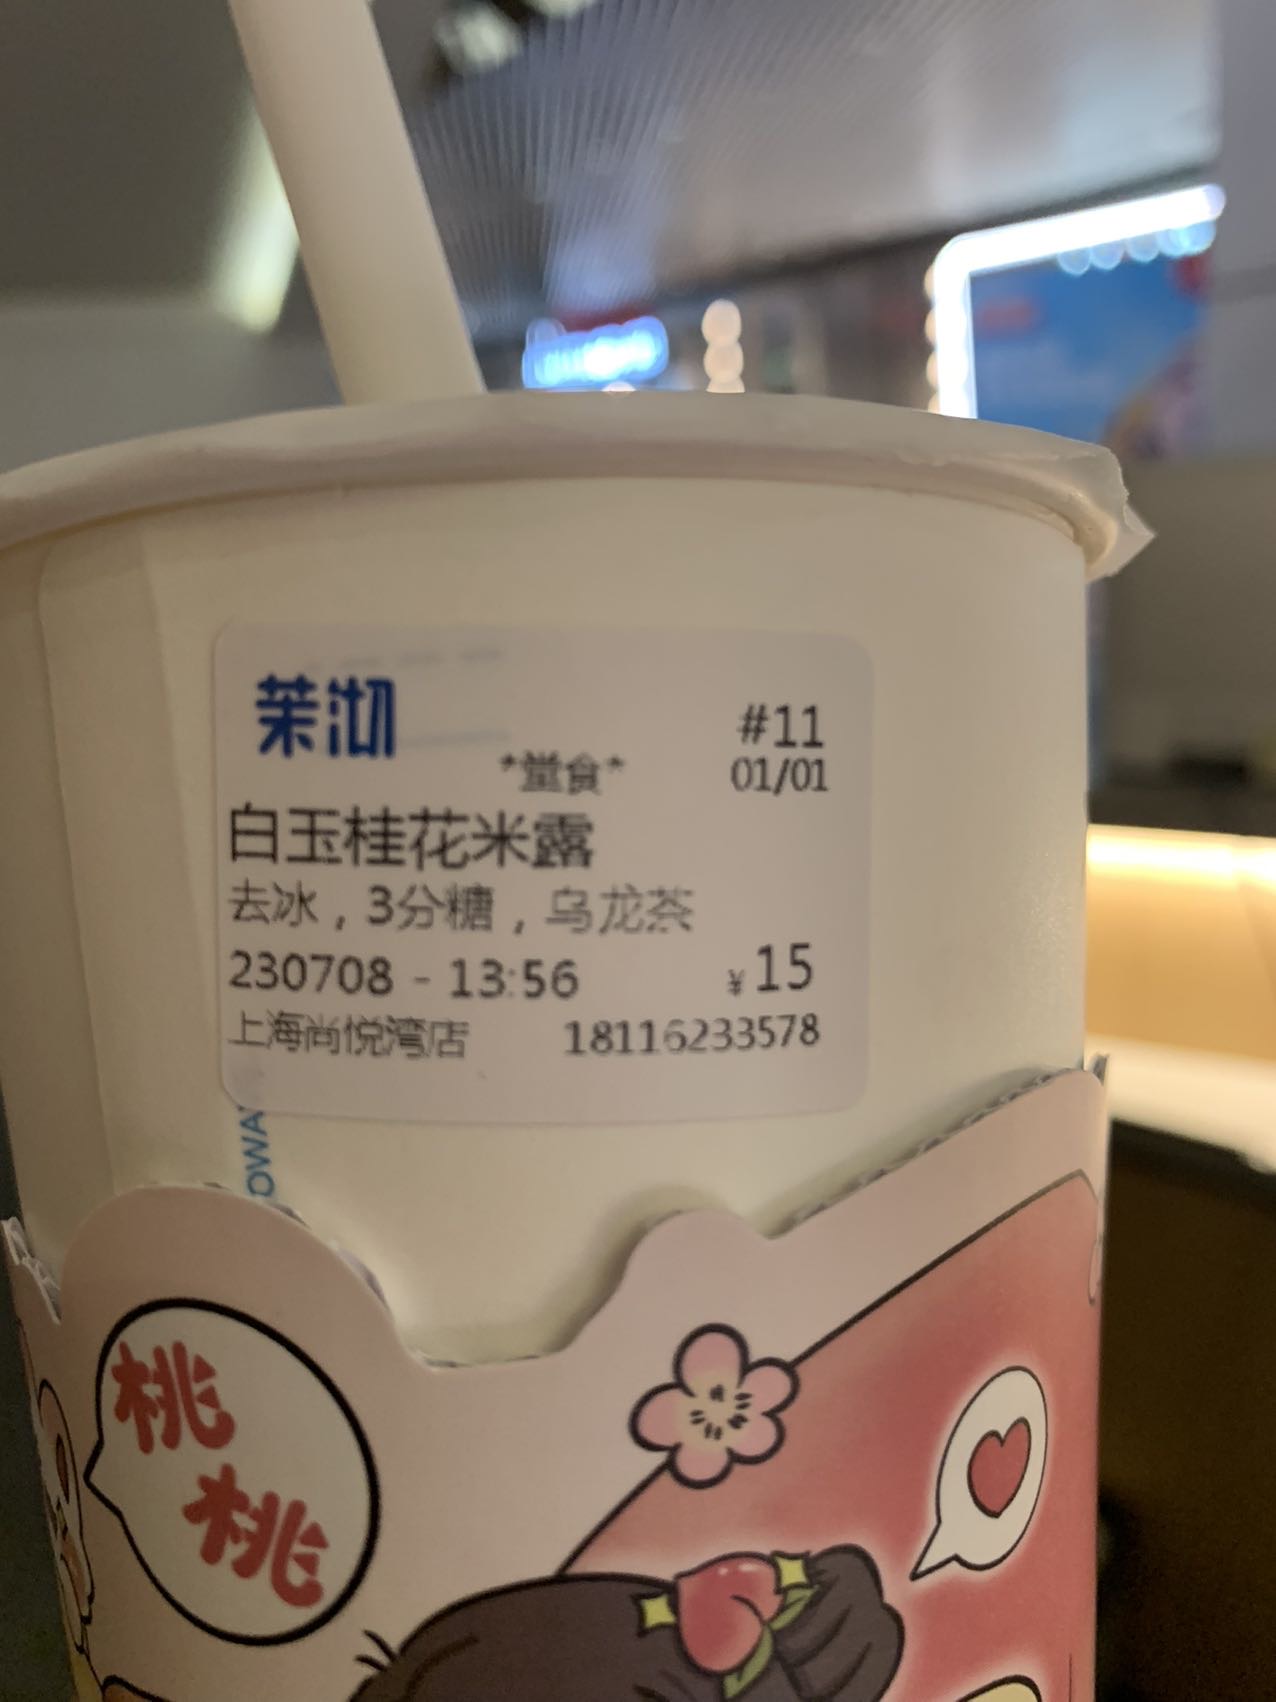 茉沏
#11
*堂食*
01/01
白玉桂花米露
去冰，3分糖，乌龙茶
230708 - 13:56
¥15
上海尚悦湾店
18116233578
OWA
桃
桃